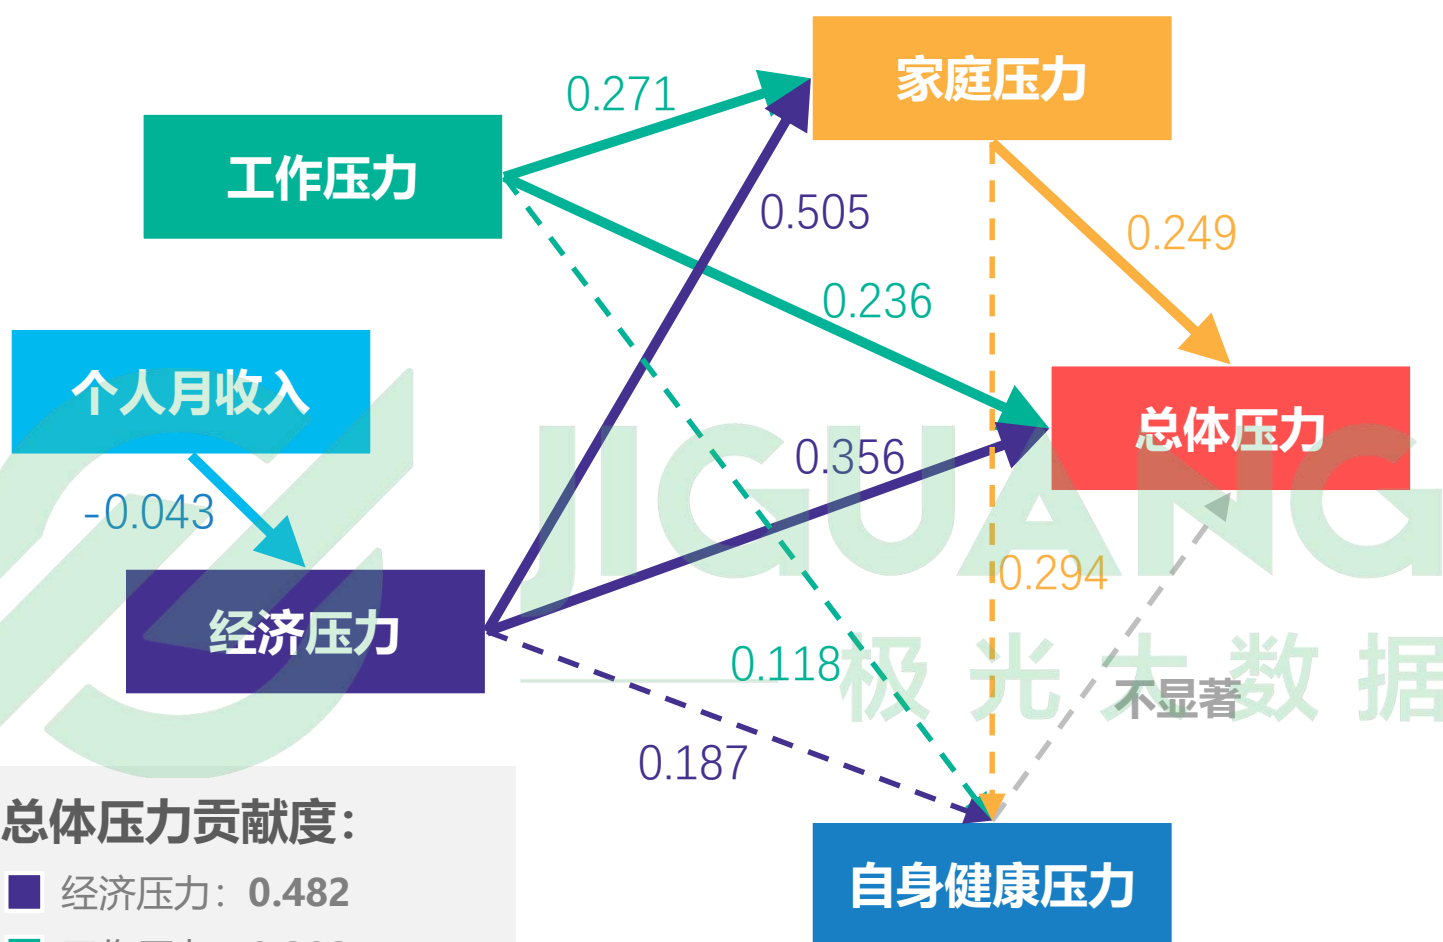 家庭压力
0.271
工作压力
0.505
0.249
0.236
个人月收入
总体压力
0.356
-0.043
JIGUANG
0.294
经济压力
0.118
极光大数据
不显著
0.187
总体压力贡献度：
自身健康压力
经济压力：0.482